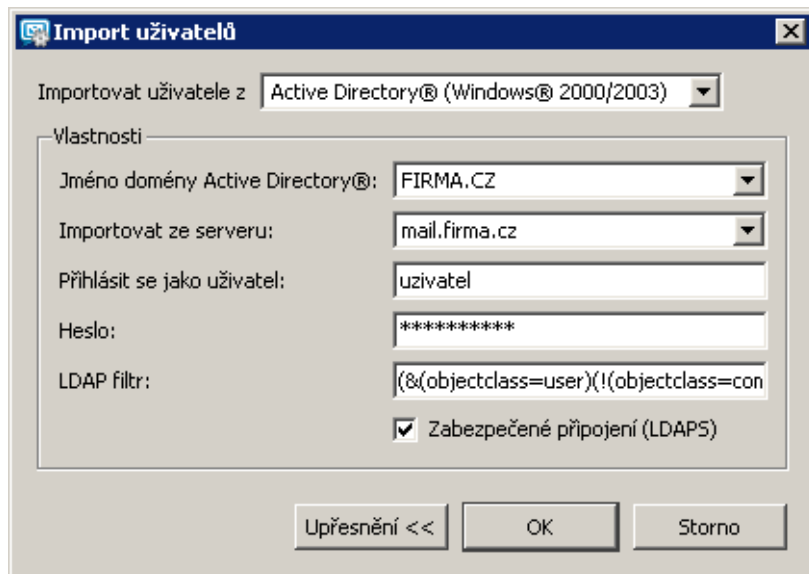 Import uživatelů
Importovat uživatele z Active Directory® (Windows® 2000/2003)
Vlastnosti
Jméno domény Active Directory®: FIRMA.CZ
Importovat ze serveru: mail.firma.cz
Přihlásit se jako uživatel: uzivatel
Heslo: **********
LDAP filtr: (&(objectclass=user)(!(objectclass=con
Zabezpečené připojení (LDAPS)
Upřesnění << OK Storno